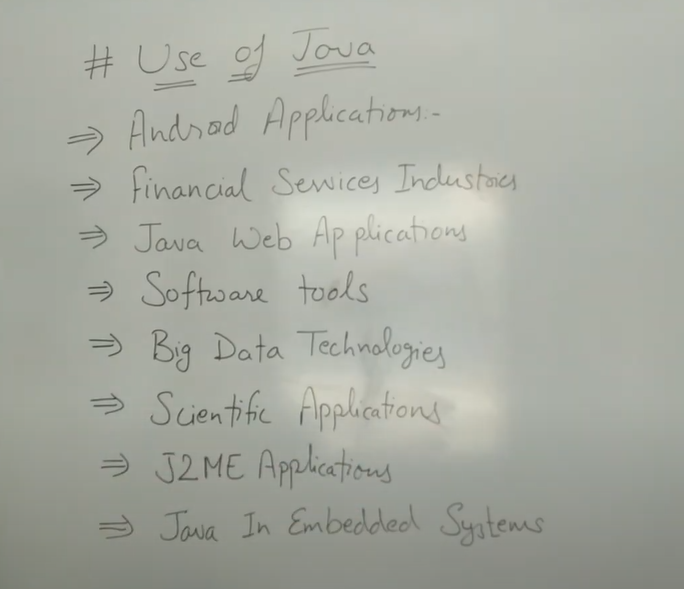 # Use of Java
⇒ Android Applications:-
⇒ Financial Services Industries
⇒ Java Web Applications
⇒ Software tools
⇒ Big Data Technologies
⇒ Scientific Applications
⇒ J2ME Applications
⇒ Java In Embedded Systems